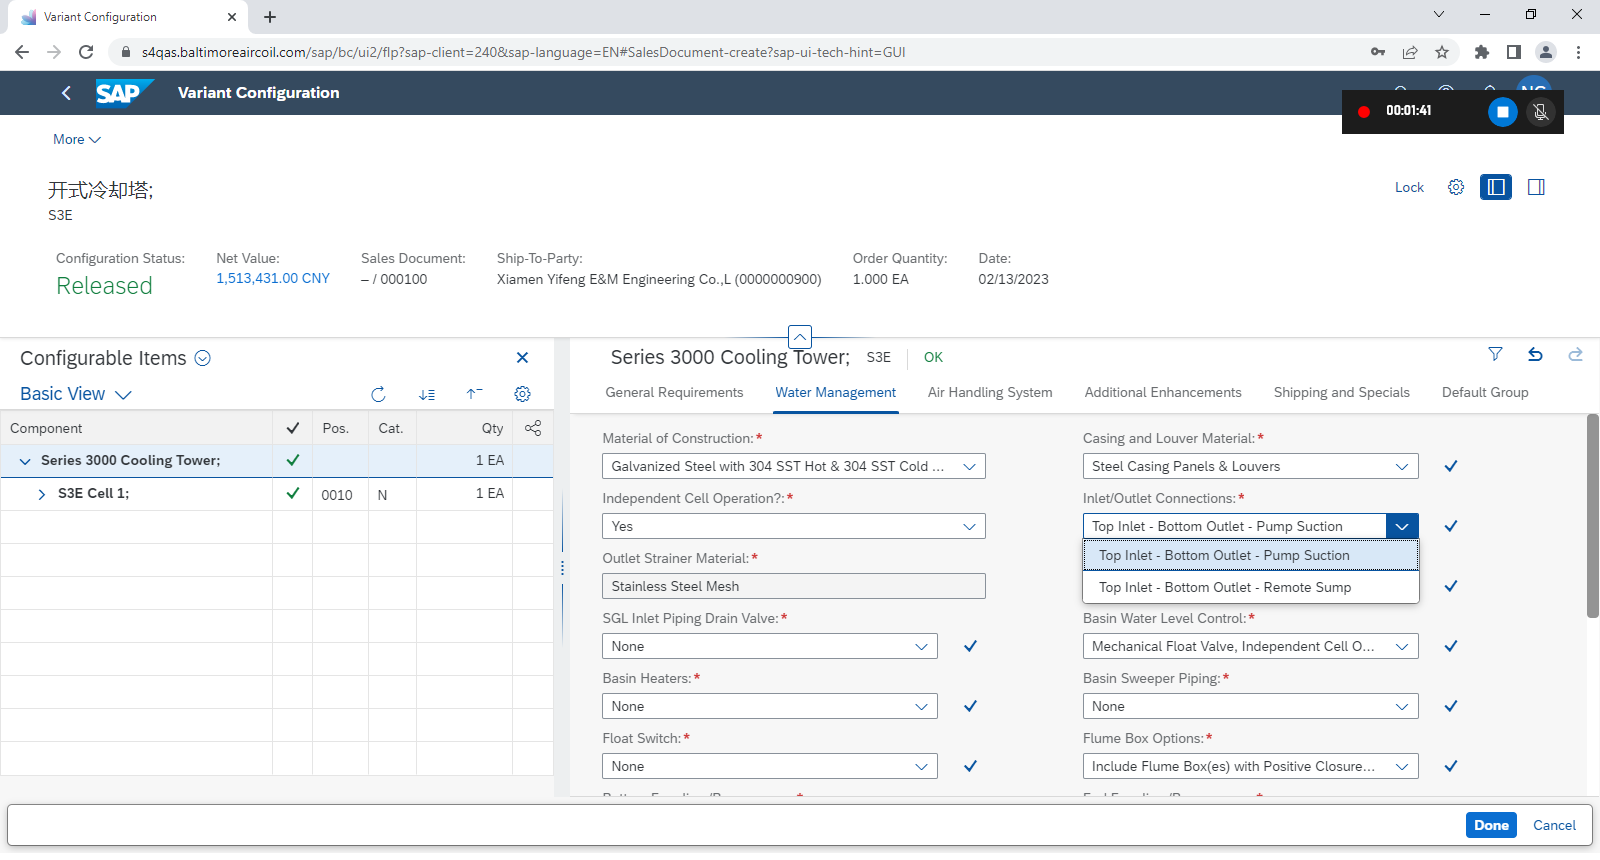 Variant Configuration
s4qas.baltimoreaircoil.com/sap/bc/ui2/flp?sap-client=240&sap-language=EN#SalesDocument-create?sap-ui-tech-hint=GUI
SAP Variant Configuration
00:01:41
More
开式冷却塔;
S3E
Lock
Configuration Status: Net Value: Sales Document: Ship-To-Party: Order Quantity: Date:
Released 1,513,431.00 CNY – / 000100 Xiamen Yifeng E&M Engineering Co.,L (0000000900) 1.000 EA 02/13/2023
Configurable Items
Basic View
Component Pos. Cat. Qty
Series 3000 Cooling Tower; 1 EA
S3E Cell 1; 0010 N 1 EA
Series 3000 Cooling Tower; S3E OK
General Requirements Water Management Air Handling System Additional Enhancements Shipping and Specials Default Group
Material of Construction:* Casing and Louver Material:*
Galvanized Steel with 304 SST Hot & 304 SST Cold ... Steel Casing Panels & Louvers
Independent Cell Operation?:* Inlet/Outlet Connections:*
Yes Top Inlet - Bottom Outlet - Pump Suction
Outlet Strainer Material:* Top Inlet - Bottom Outlet - Pump Suction
Stainless Steel Mesh Top Inlet - Bottom Outlet - Remote Sump
SGL Inlet Piping Drain Valve:* Basin Water Level Control:*
None Mechanical Float Valve, Independent Cell O...
Basin Heaters:* Basin Sweeper Piping:*
None None
Float Switch:* Flume Box Options:*
None Include Flume Box(es) with Positive Closure...
Done Cancel